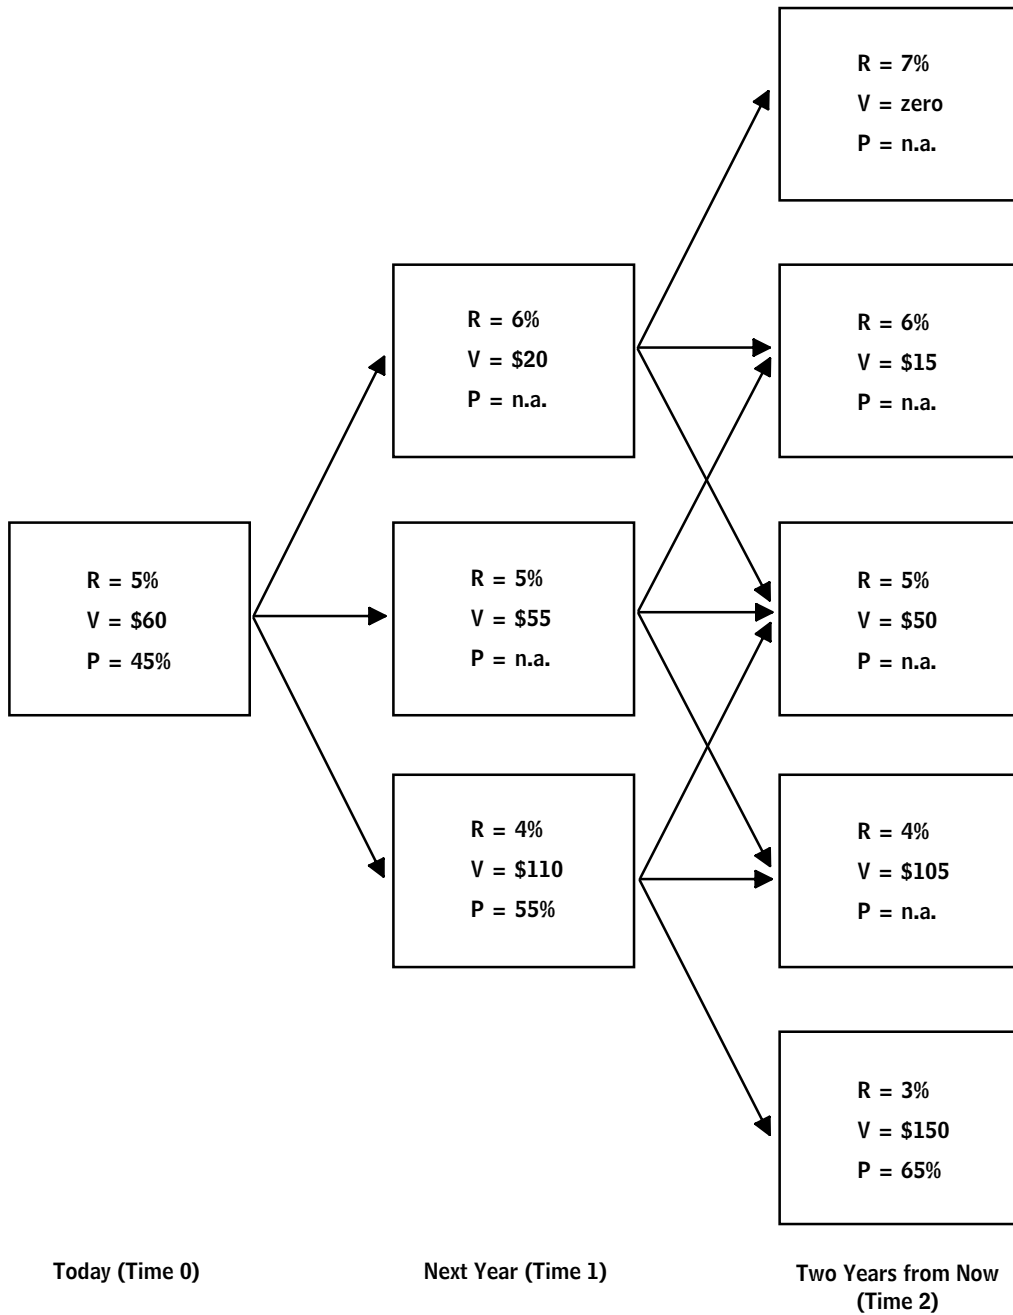 R = 5%
V = $60
P = 45%
R = 6%
V = $20
P = n.a.
R = 5%
V = $55
P = n.a.
R = 4%
V = $110
P = 55%
R = 7%
V = zero
P = n.a.
R = 6%
V = $15
P = n.a.
R = 5%
V = $50
P = n.a.
R = 4%
V = $105
P = n.a.
R = 3%
V = $150
P = 65%
Today (Time 0)
Next Year (Time 1)
Two Years from Now
(Time 2)